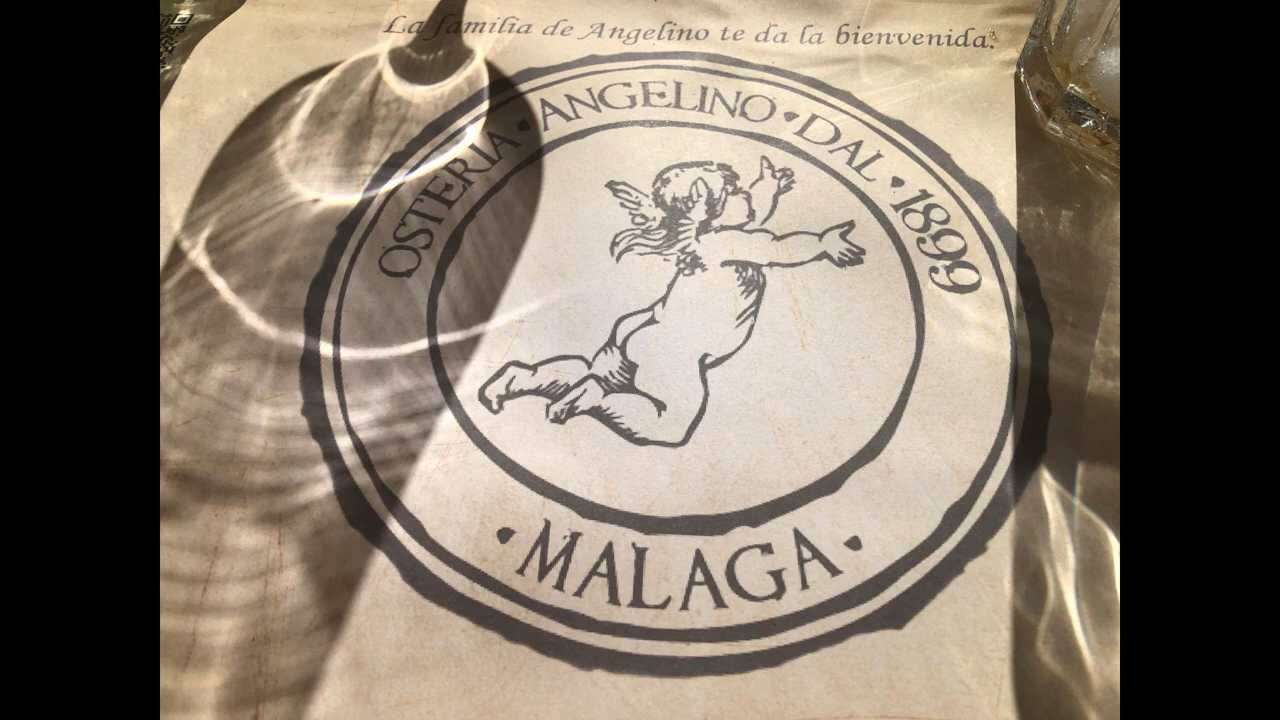 La familia de Angelino te da la bienvenida.
OSTERIA · ANGELINO · DAL · 1899
· MALAGA ·